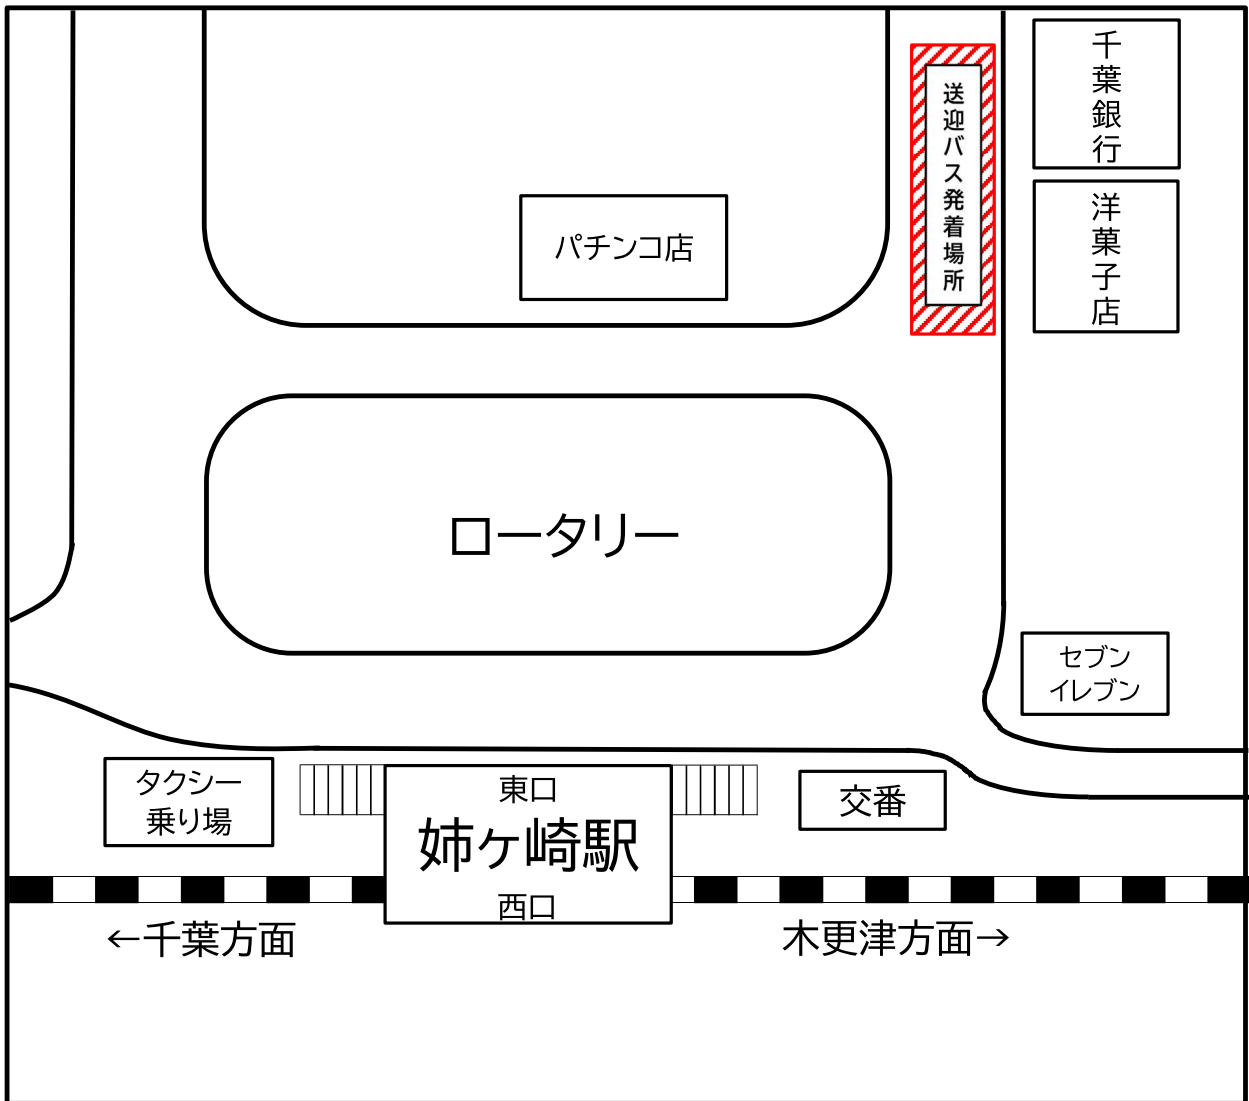 千葉銀行
送迎バス発着場所
洋菓子店
パチンコ店
ロータリー
セブン
イレブン
タクシー
乗り場
東口
姉ヶ崎駅
西口
交番
←千葉方面
木更津方面→